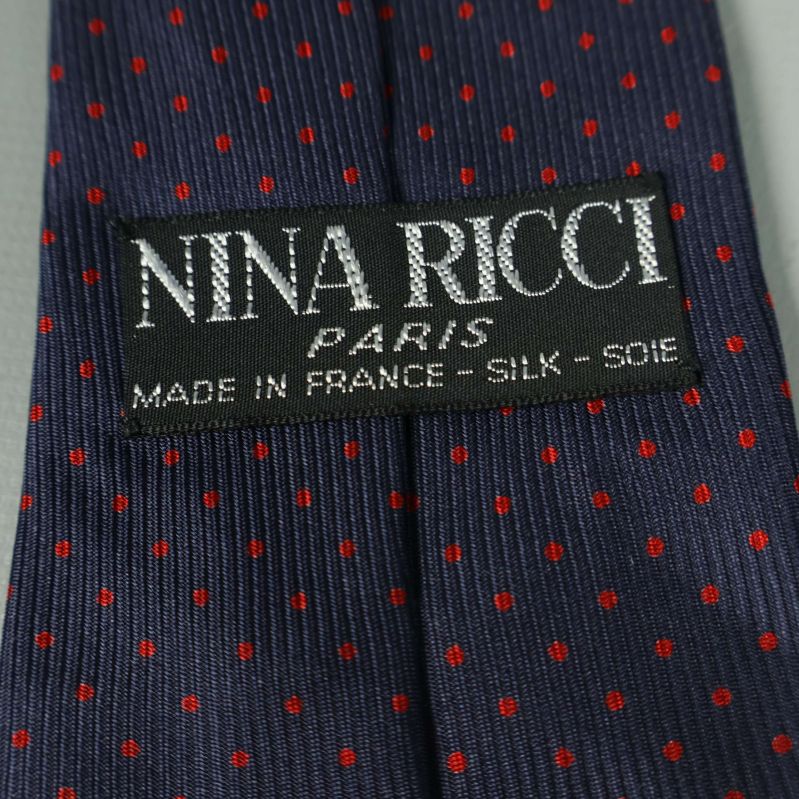 NINA RICCI
PARIS
MADE IN FRANCE - SILK - SOIE